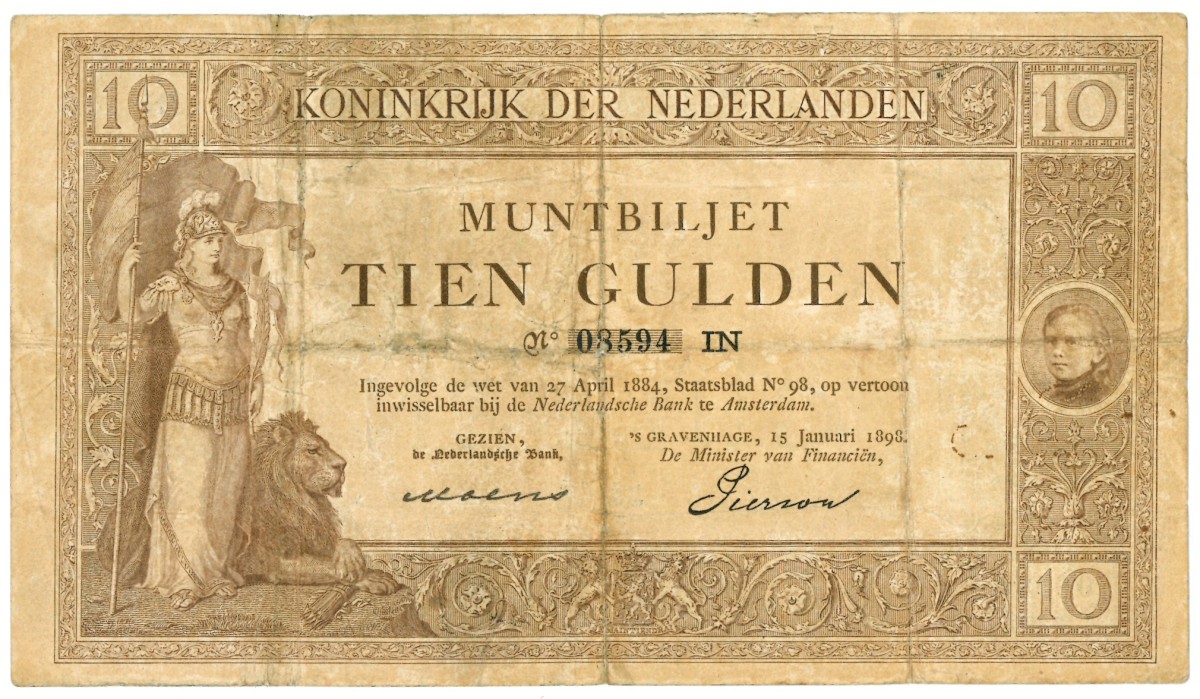 10 KONINKRIJK DER NEDERLANDEN 10
MUNTBILJET
TIEN GULDEN
Nº 08594 IN
Ingevolge de wet van 27 April 1884, Staatsblad Nº 98, op vertoon
inwisselbaar bij de Nederlandsche Bank te Amsterdam.
GEZIEN,
de Nederlandsche Bank,
Moens
'S GRAVENHAGE, 15 Januari 1898.
De Minister van Financiën,
Pierson
10